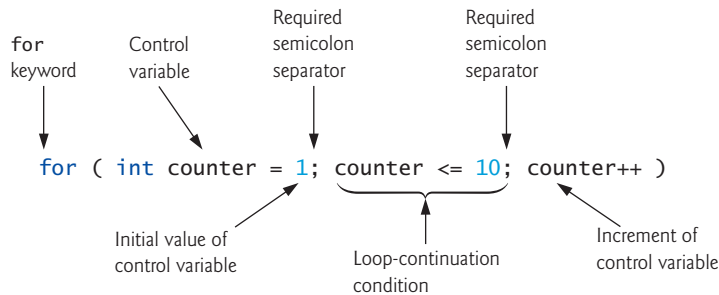 for
keyword
Control
variable
Required
semicolon
separator
Required
semicolon
separator
for ( int counter = 1; counter <= 10; counter++ )
Initial value of
control variable
Loop-continuation
condition
Increment of
control variable